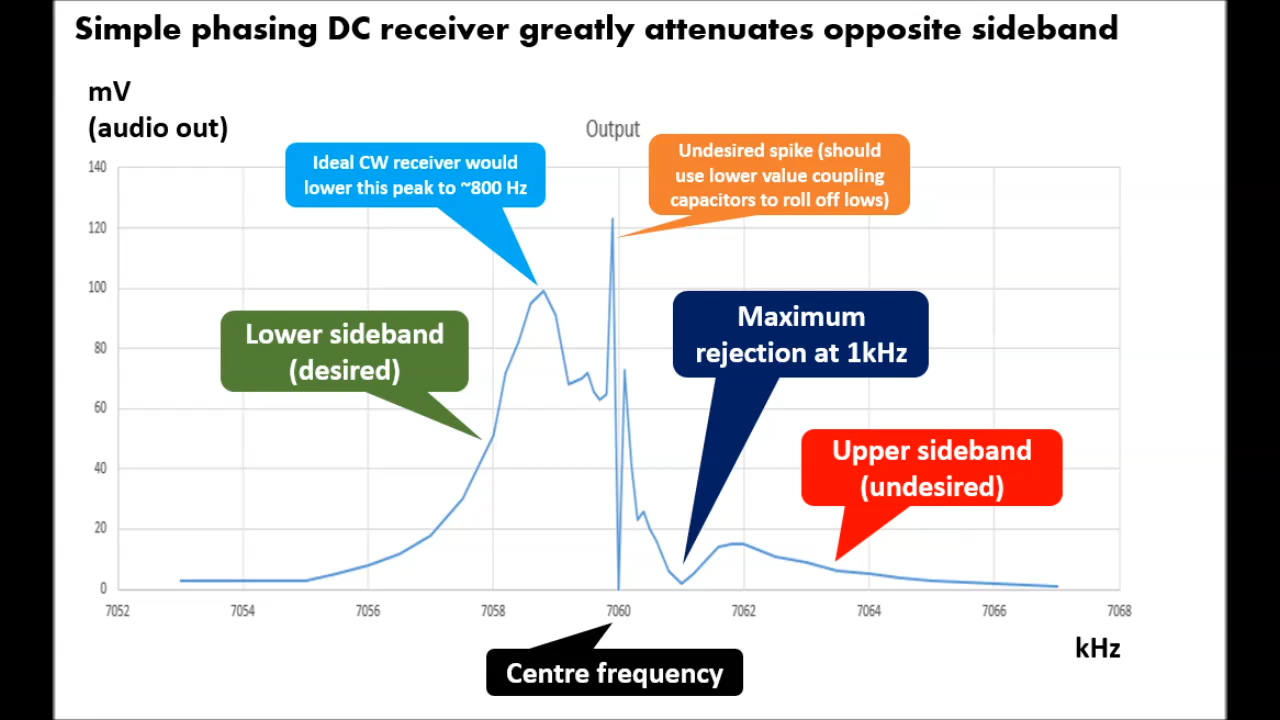 Simple phasing DC receiver greatly attenuates opposite sideband
mV
(audio out)
Output
Ideal CW receiver would
lower this peak to ~800 Hz
Undesired spike (should
use lower value coupling
capacitors to roll off lows)
140
120
100
80
60
40
20
0
Lower sideband
(desired)
Maximum
rejection at 1kHz
Upper sideband
(undesired)
7052 7054 7056 7058 7060 7062 7064 7066 7068
kHz
Centre frequency